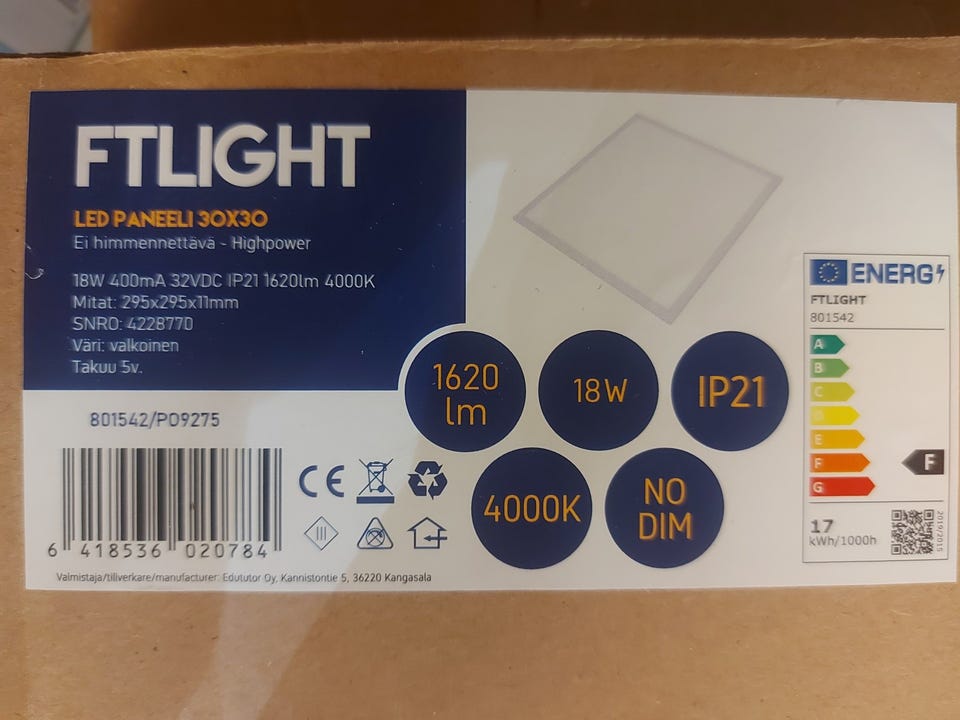 FTLIGHT
LED PANEELI 30X30
Ei himmennettävä - Highpower
18W 400mA 32VDC IP21 1620lm 4000K
Mitat: 295x295x11mm
SNRO: 4228770
Väri: valkoinen
Takuu 5v.
1620
lm
18W
IP21
4000K
NO
DIM
801542/PO9275
6 418536 020784
CE
III
Valmistaja/tillverkare/manufacturer: Edututor Oy, Kannistontie 5, 36220 Kangasala
ENERG
FTLIGHT
801542
A
B
C
D
E
F
G
F
17
kWh/1000h
2019/2015